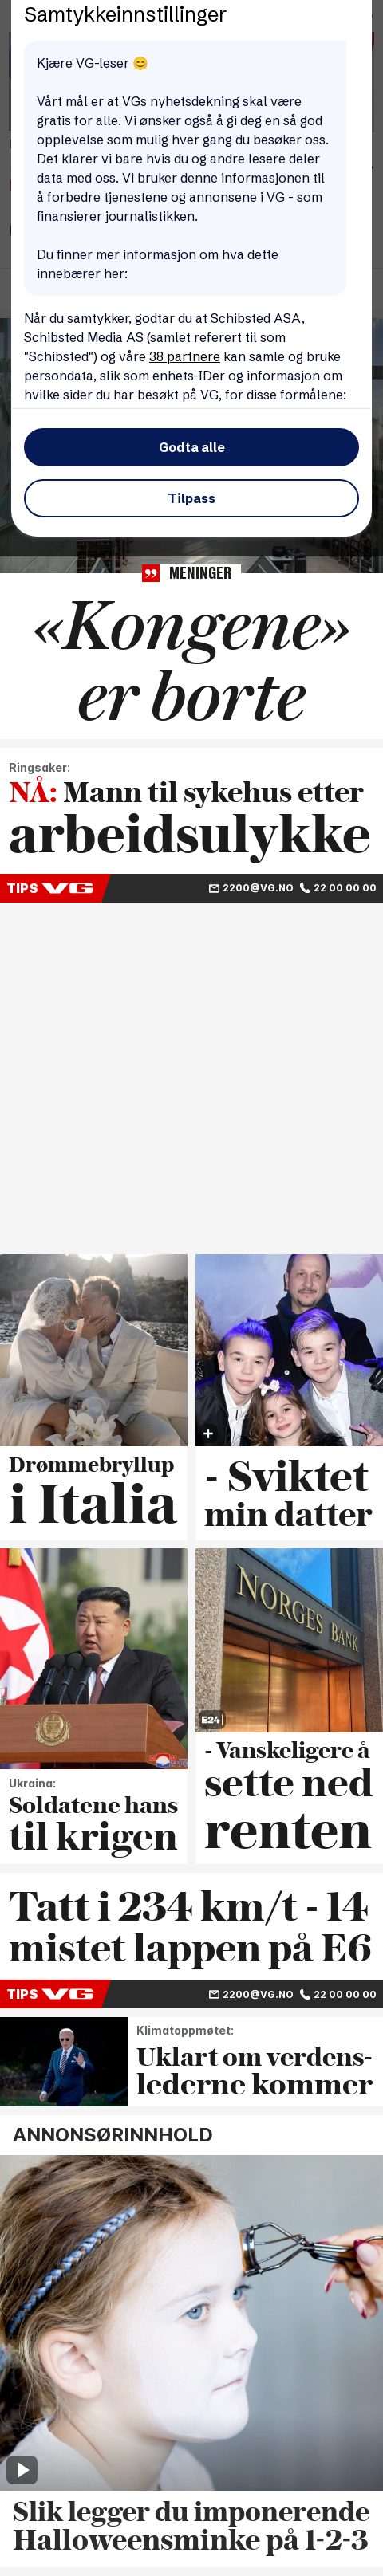 Samtykkeinnstillinger
Kjære VG-leser 😊
Vårt mål er at VGs nyhetsdekning skal være
gratis for alle. Vi ønsker også å gi deg en så god
opplevelse som mulig hver gang du besøker oss.
Det klarer vi bare hvis du og andre lesere deler
data med oss. Vi bruker denne informasjonen til
å forbedre tjenestene og annonsene i VG - som
finansierer journalistikken.
Du finner mer informasjon om hva dette
innebærer her:
Når du samtykker, godtar du at Schibsted ASA,
Schibsted Media AS (samlet referert til som
"Schibsted") og våre 38 partnere kan samle og bruke
persondata, slik som enhets-IDer og informasjon om
hvilke sider du har besøkt på VG, for disse formålene:
Godta alle
Tilpass
MENINGER
«Kongene»
er borte
Ringsaker:
NÅ: Mann til sykehus etter
arbeidsulykke
TIPS VG 2200@VG.NO 22 00 00 00
Drømmebryllup
i Italia
- Sviktet
min datter
NORGES BANK
E24
Ukraina:
Soldatene hans
til krigen
- Vanskeligere å
sette ned
renten
Tatt i 234 km/t - 14
mistet lappen på E6
TIPS VG 2200@VG.NO 22 00 00 00
Klimatoppmøtet:
Uklart om verdens-
lederne kommer
ANNONSØRINNHOLD
Slik legger du imponerende
Halloweensminke på 1-2-3